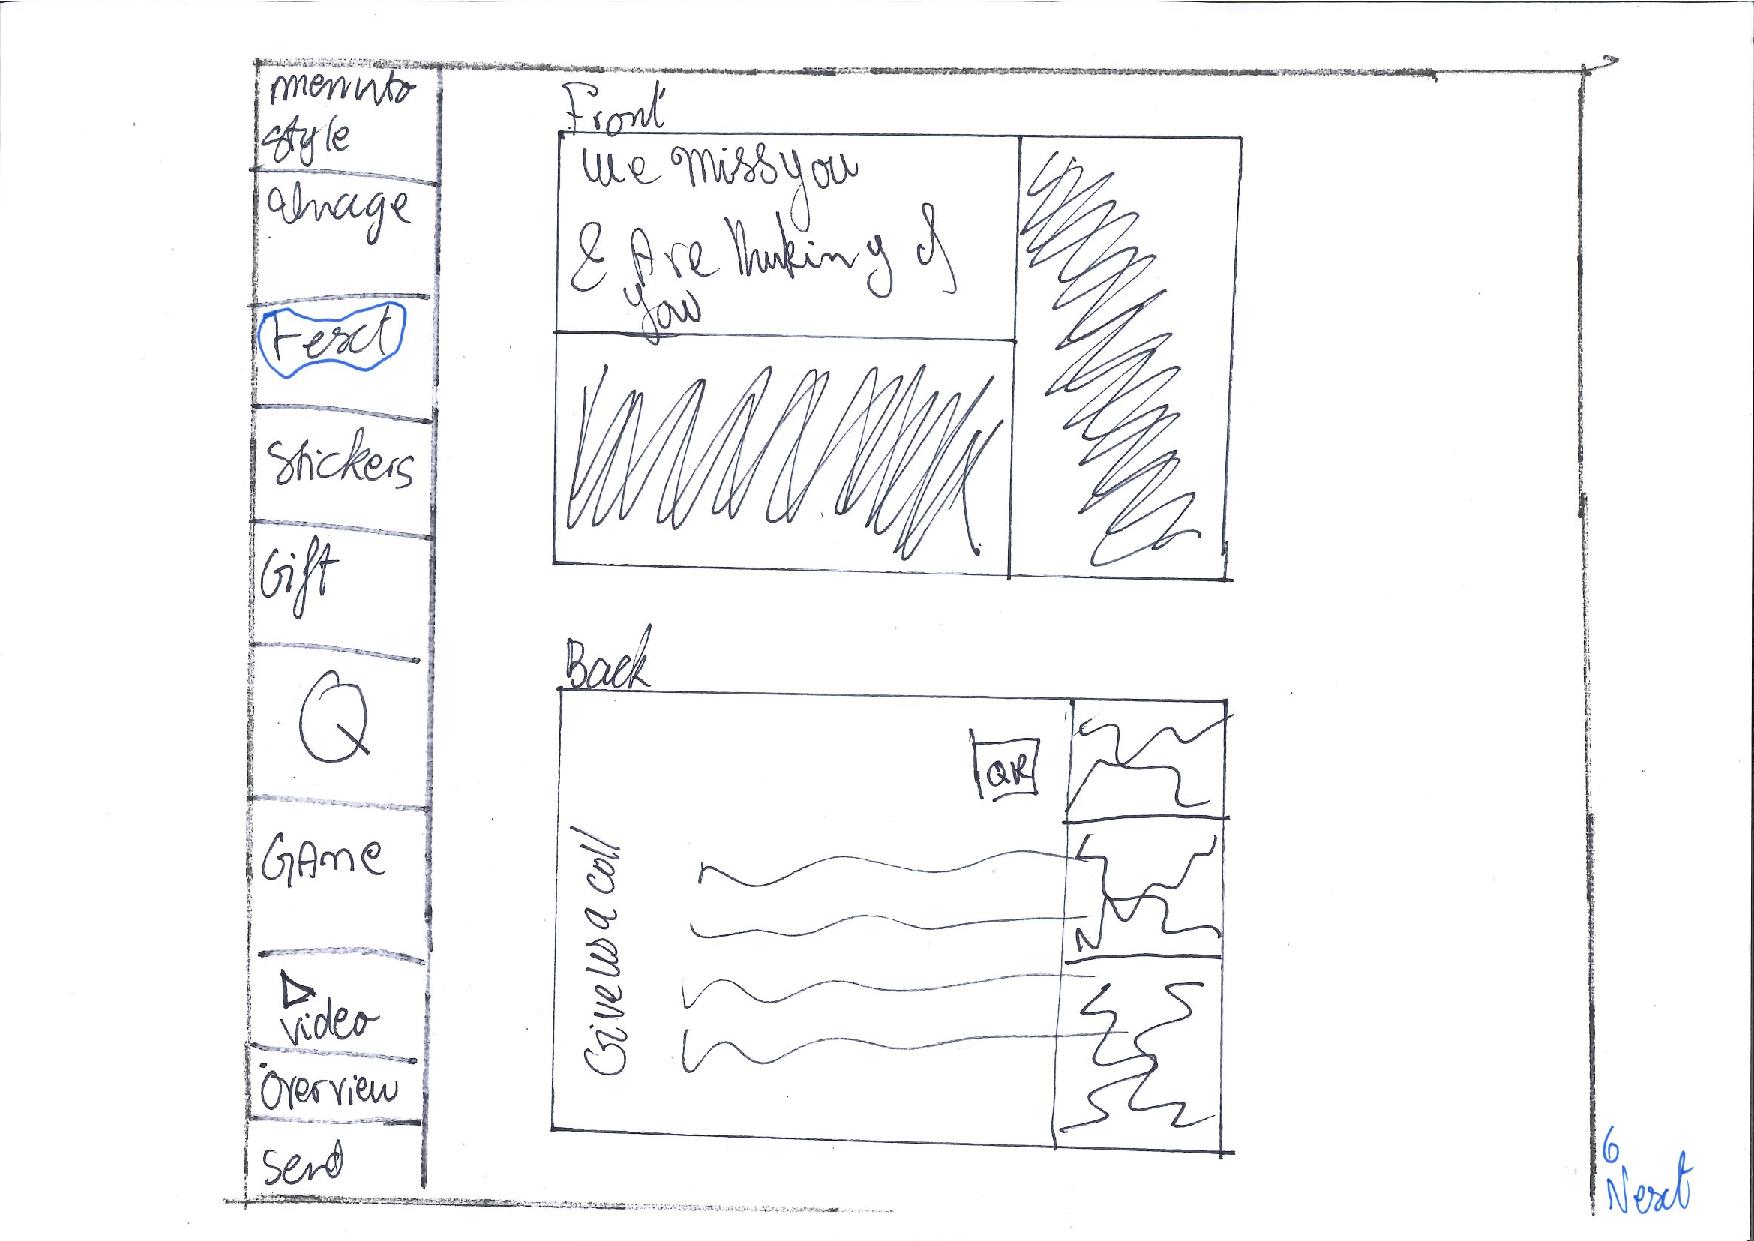 memnto
style
Image
Text
Stickers
Gift
Q
GAme
Video
Overview
Send
Front
We Miss you
& Are Thinking of
you
Back
QR
Give us a call
6
Next